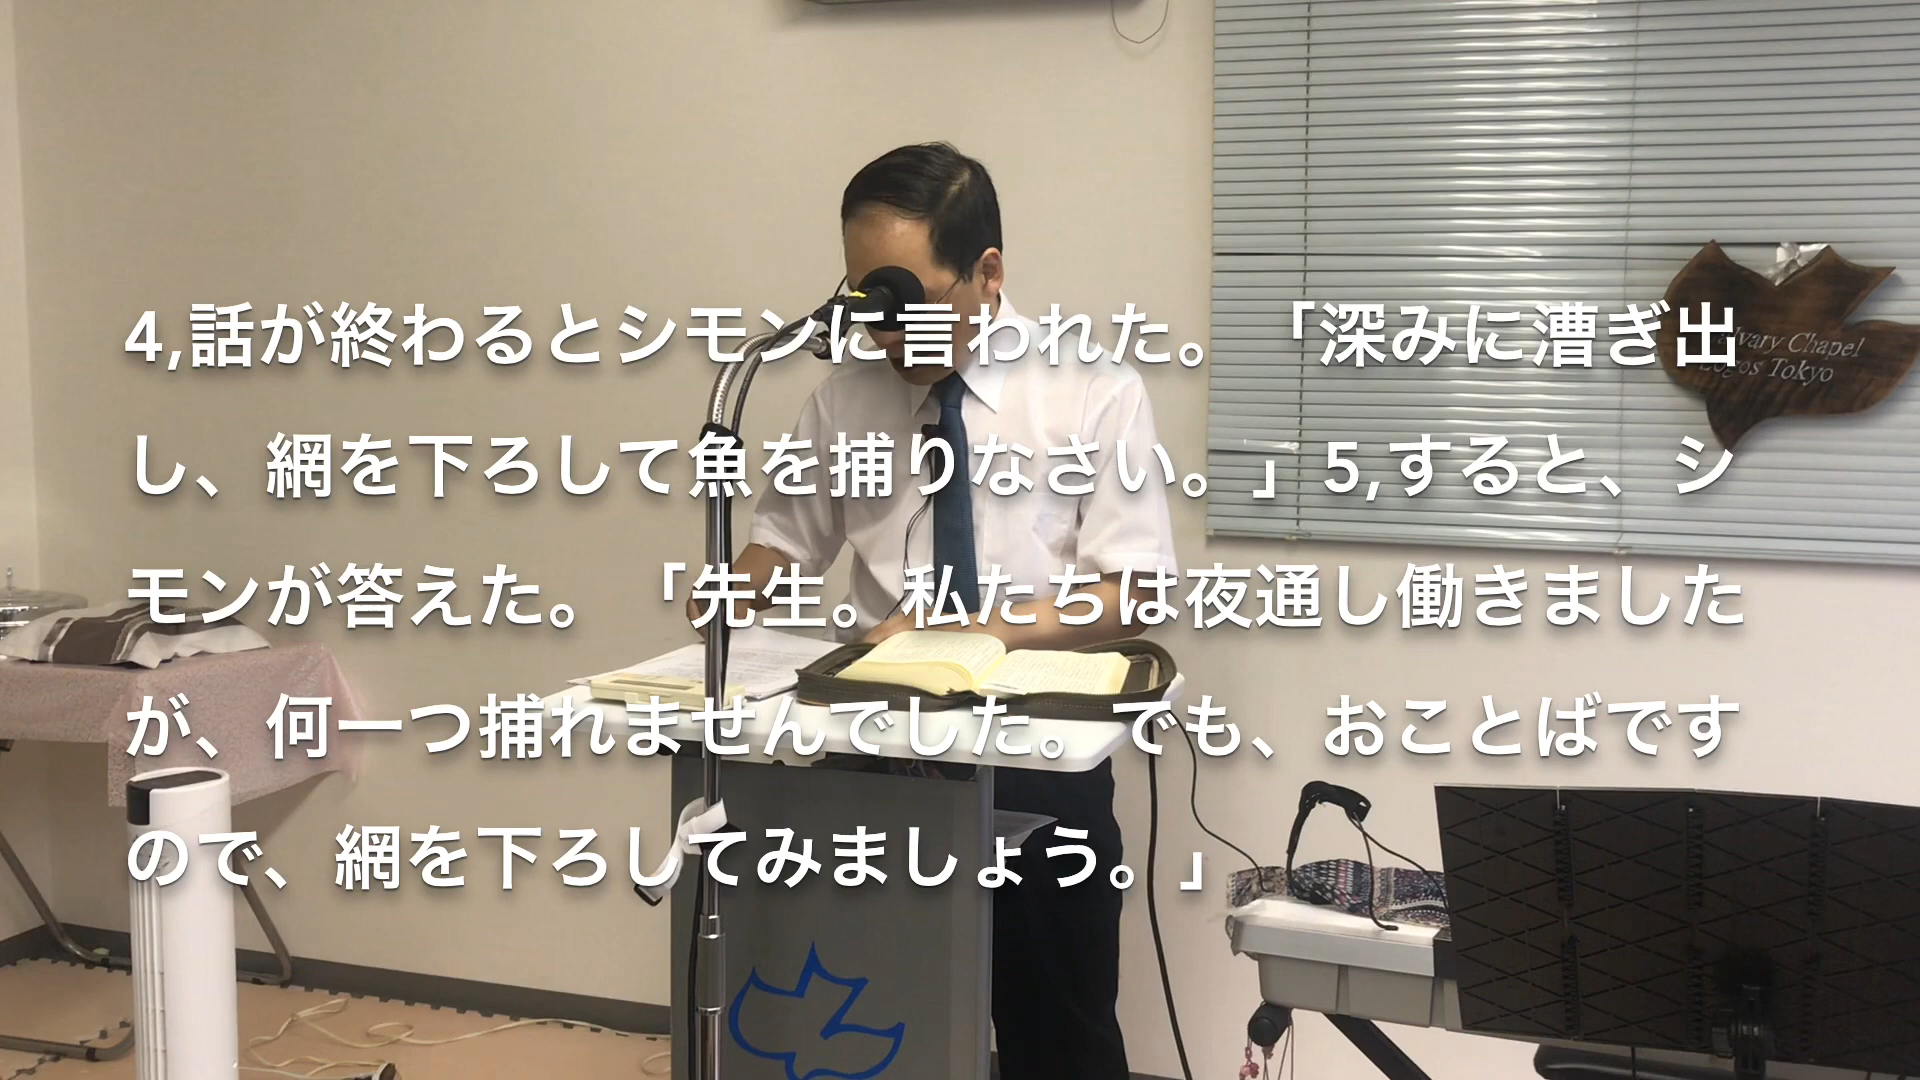 4,話が終わるとシモンに言われた。「深みに漕ぎ出
し、網を下ろして魚を捕りなさい。」5,すると、シ
モンが答えた。「先生。私たちは夜通し働きました
が、何一つ捕れませんでした。でも、おことばです
ので、網を下ろしてみましょう。」
Chapel
Tokyo